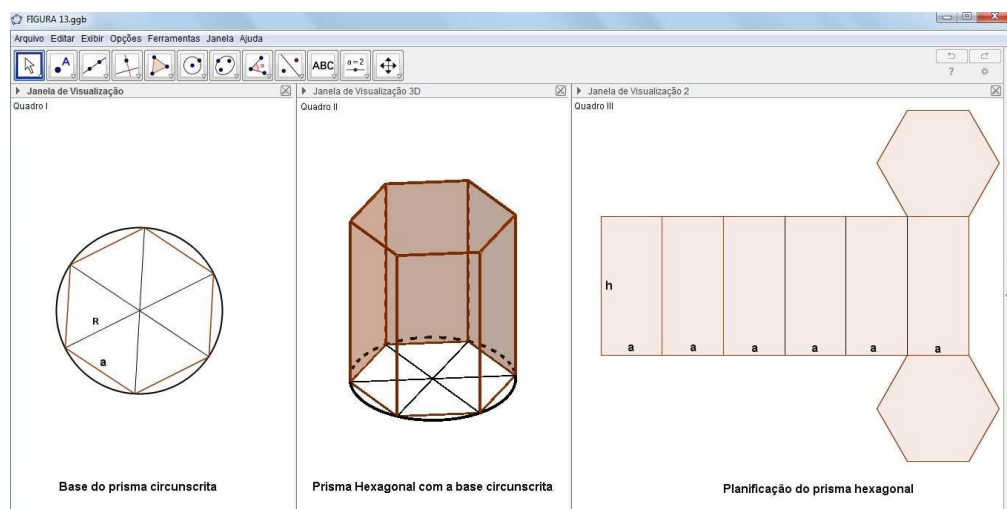 FIGURA 13.ggb
Arquivo Editar Exibir Opções Ferramentas Janela Ajuda
A
ABC
a=2
?
Janela de Visualização
Janela de Visualização 3D
Janela de Visualização 2
Quadro I
Quadro II
Quadro III
R
a
h
a a a a a a
Base do prisma circunscrita
Prisma Hexagonal com a base circunscrita
Planificação do prisma hexagonal